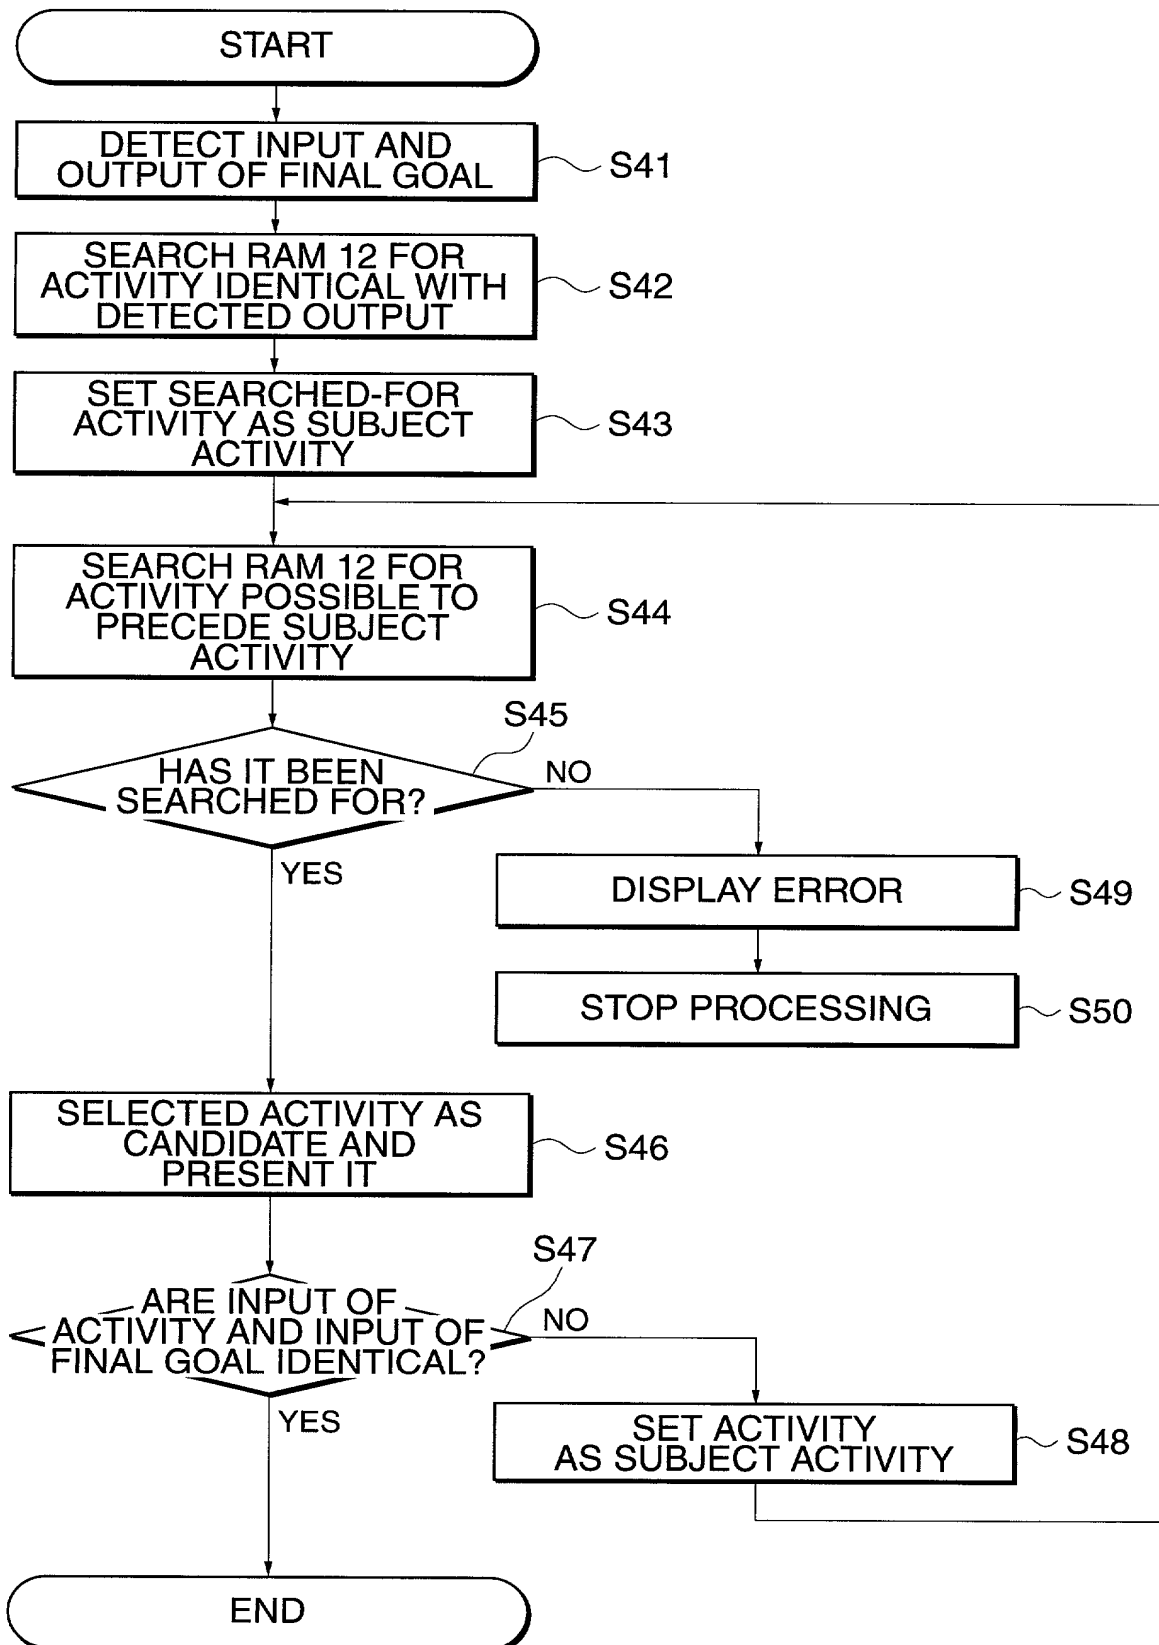 START
DETECT INPUT AND
OUTPUT OF FINAL GOAL
S41
SEARCH RAM 12 FOR
ACTIVITY IDENTICAL WITH
DETECTED OUTPUT
S42
SET SEARCHED-FOR
ACTIVITY AS SUBJECT
ACTIVITY
S43
SEARCH RAM 12 FOR
ACTIVITY POSSIBLE TO
PRECEDE SUBJECT
ACTIVITY
S44
S45
HAS IT BEEN
SEARCHED FOR?
NO
YES
DISPLAY ERROR
S49
STOP PROCESSING
S50
SELECTED ACTIVITY AS
CANDIDATE AND
PRESENT IT
S46
S47
ARE INPUT OF
ACTIVITY AND INPUT OF
FINAL GOAL IDENTICAL?
NO
YES
SET ACTIVITY
AS SUBJECT ACTIVITY
S48
END